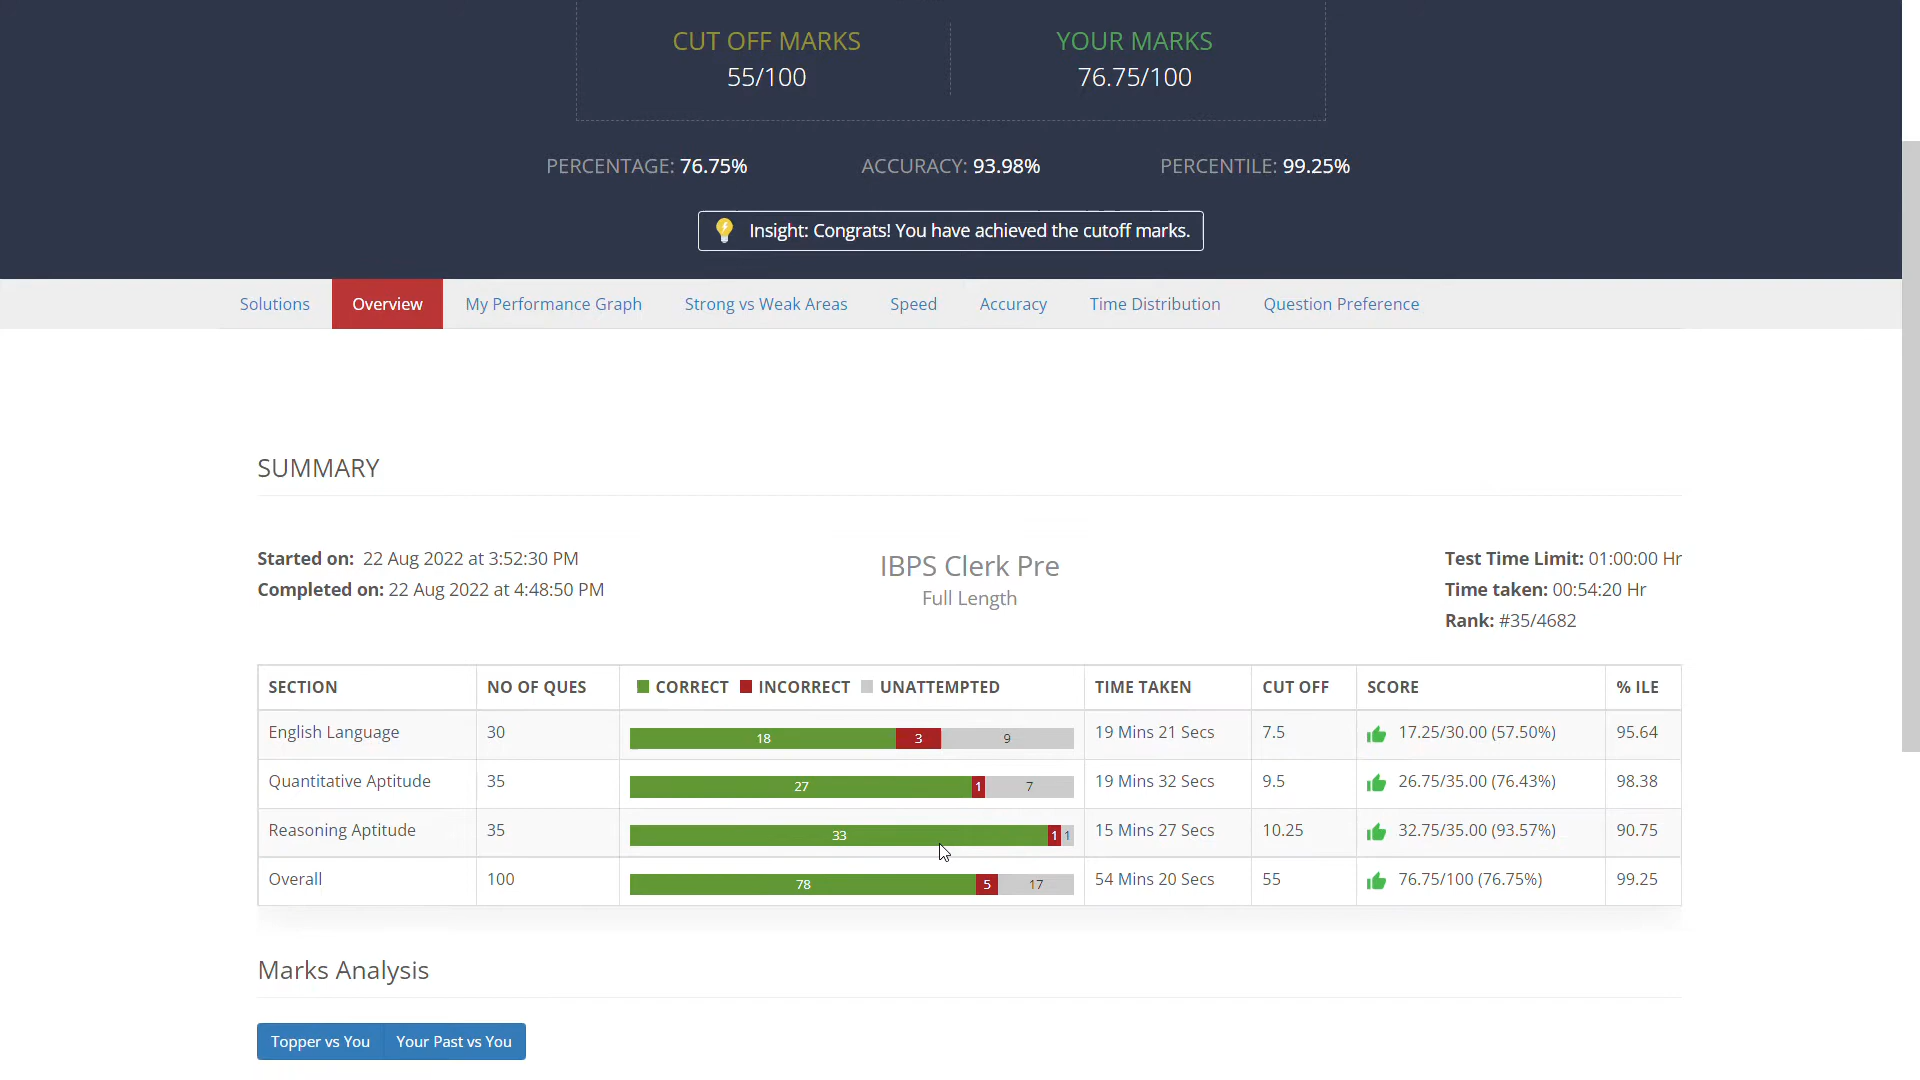 CUT OFF MARKS YOUR MARKS
55/100 76.75/100
PERCENTAGE: 76.75% ACCURACY: 93.98% PERCENTILE: 99.25%
Insight: Congrats! You have achieved the cutoff marks.
Solutions Overview My Performance Graph Strong vs Weak Areas Speed Accuracy Time Distribution Question Preference
SUMMARY
Started on: 22 Aug 2022 at 3:52:30 PM
Completed on: 22 Aug 2022 at 4:48:50 PM
IBPS Clerk Pre
Full Length
Test Time Limit: 01:00:00 Hr
Time taken: 00:54:20 Hr
Rank: #35/4682
SECTION NO OF QUES CORRECT INCORRECT UNATTEMPTED TIME TAKEN CUT OFF SCORE % ILE
English Language 30 18 3 9 19 Mins 21 Secs 7.5 17.25/30.00 (57.50%) 95.64
Quantitative Aptitude 35 27 1 7 19 Mins 32 Secs 9.5 26.75/35.00 (76.43%) 98.38
Reasoning Aptitude 35 33 1 1 15 Mins 27 Secs 10.25 32.75/35.00 (93.57%) 90.75
Overall 100 78 5 17 54 Mins 20 Secs 55 76.75/100 (76.75%) 99.25
Marks Analysis
Topper vs You Your Past vs You